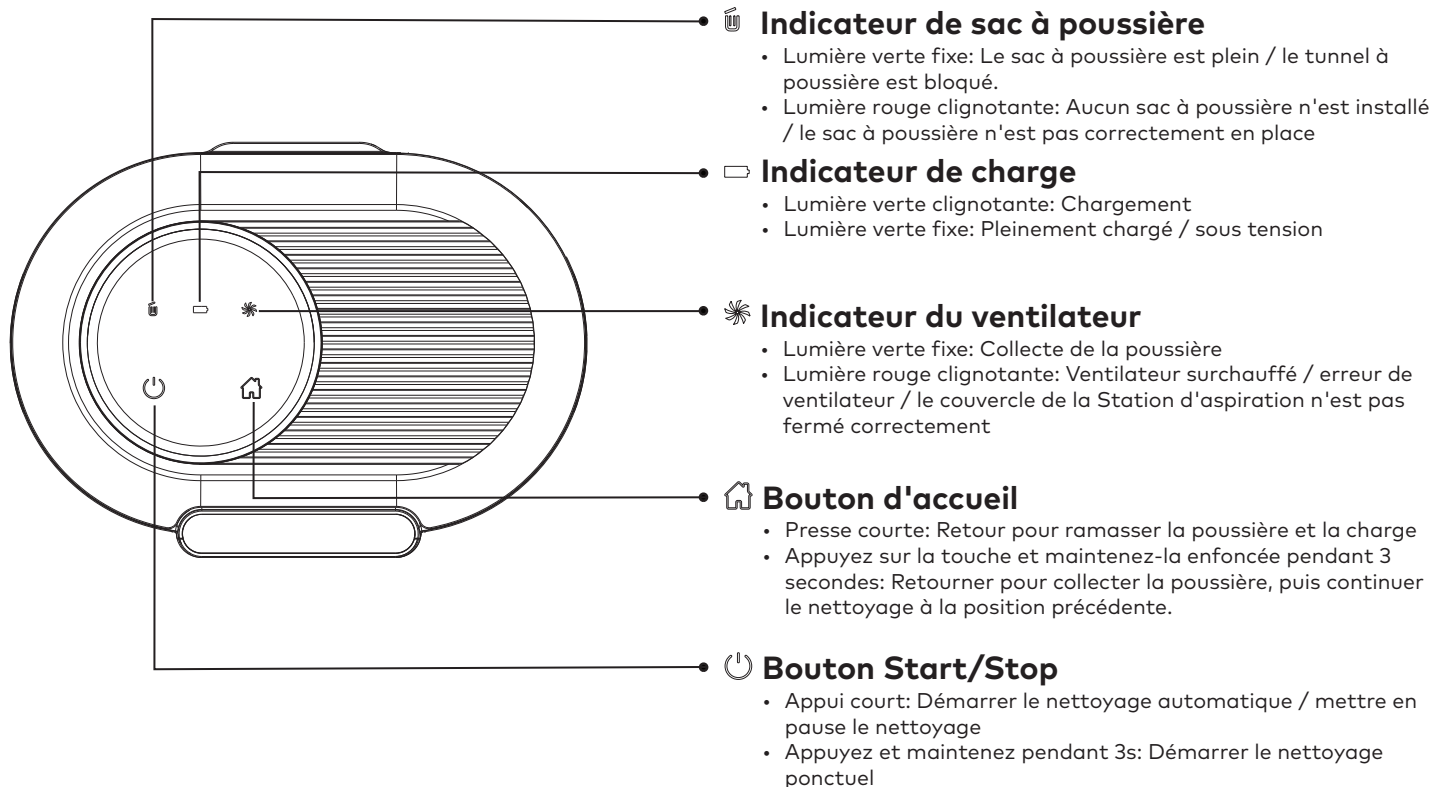 Indicateur de sac à poussière
• Lumière verte fixe: Le sac à poussière est plein / le tunnel à
poussière est bloqué.
• Lumière rouge clignotante: Aucun sac à poussière n'est installé
/ le sac à poussière n'est pas correctement en place
Indicateur de charge
• Lumière verte clignotante: Chargement
• Lumière verte fixe: Pleinement chargé / sous tension
Indicateur du ventilateur
• Lumière verte fixe: Collecte de la poussière
• Lumière rouge clignotante: Ventilateur surchauffé / erreur de
ventilateur / le couvercle de la Station d'aspiration n'est pas
fermé correctement
Bouton d'accueil
• Presse courte: Retour pour ramasser la poussière et la charge
• Appuyez sur la touche et maintenez-la enfoncée pendant 3
secondes: Retourner pour collecter la poussière, puis continuer
le nettoyage à la position précédente.
Bouton Start/Stop
• Appui court: Démarrer le nettoyage automatique / mettre en
pause le nettoyage
• Appuyez et maintenez pendant 3s: Démarrer le nettoyage
ponctuel